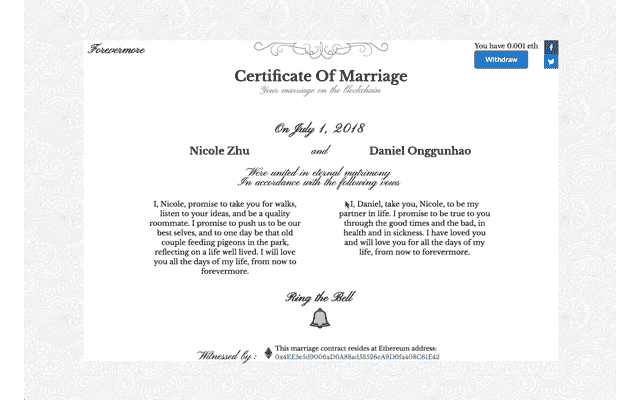 Forevermore
You have 0.001 eth
Withdraw
Certificate Of Marriage
Your marriage on the blockchain
On July 1, 2018
Nicole Zhu and Daniel Onggunhao
Were united in eternal matrimony
In accordance with the following vows
I, Nicole, promise to take you for walks,
listen to your ideas, and be a quality
roommate. I promise to push us to be our
best selves, and to one day be that old
couple feeding pigeons in the park,
reflecting on a life well lived. I will love
you all the days of my life, from now to
forevermore.
I, Daniel, take you, Nicole, to be my
partner in life. I promise to be true to you
through the good times and the bad, in
health and in sickness. I have loved you
and will love you for all the days of my
life, from now to forevermore.
Ring the Bell
Witnessed by :
This marriage contract resides at Ethereum address: